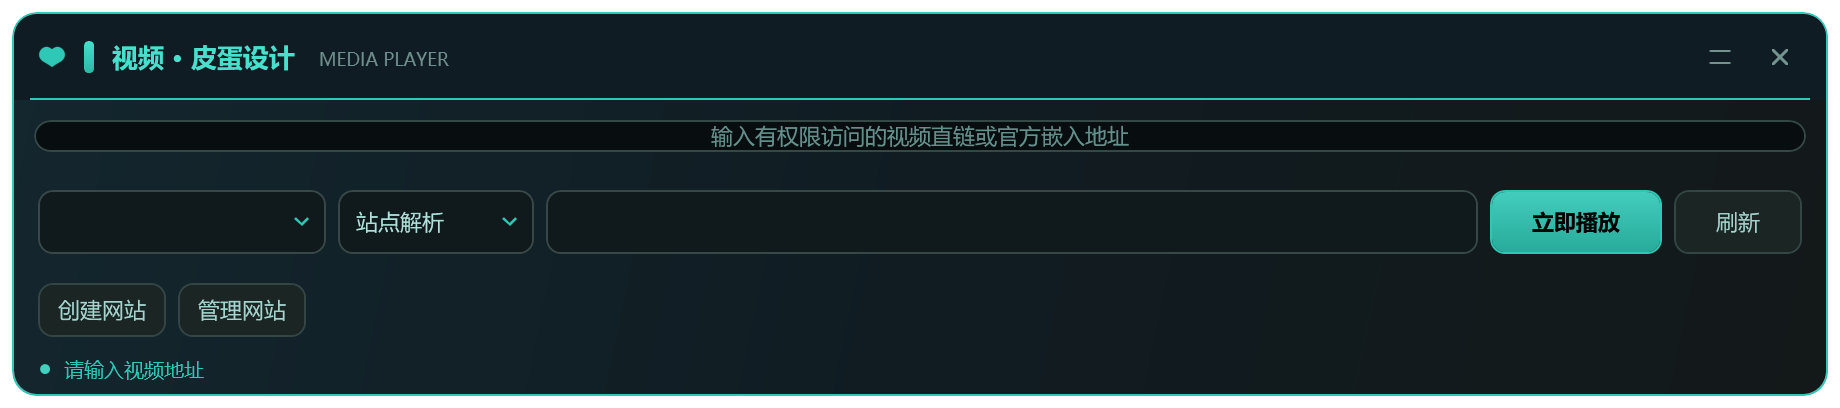 视频·皮蛋设计 MEDIA PLAYER
输入有权限访问的视频直链或官方嵌入地址
站点解析 立即播放 刷新
创建网站 管理网站
请输入视频地址